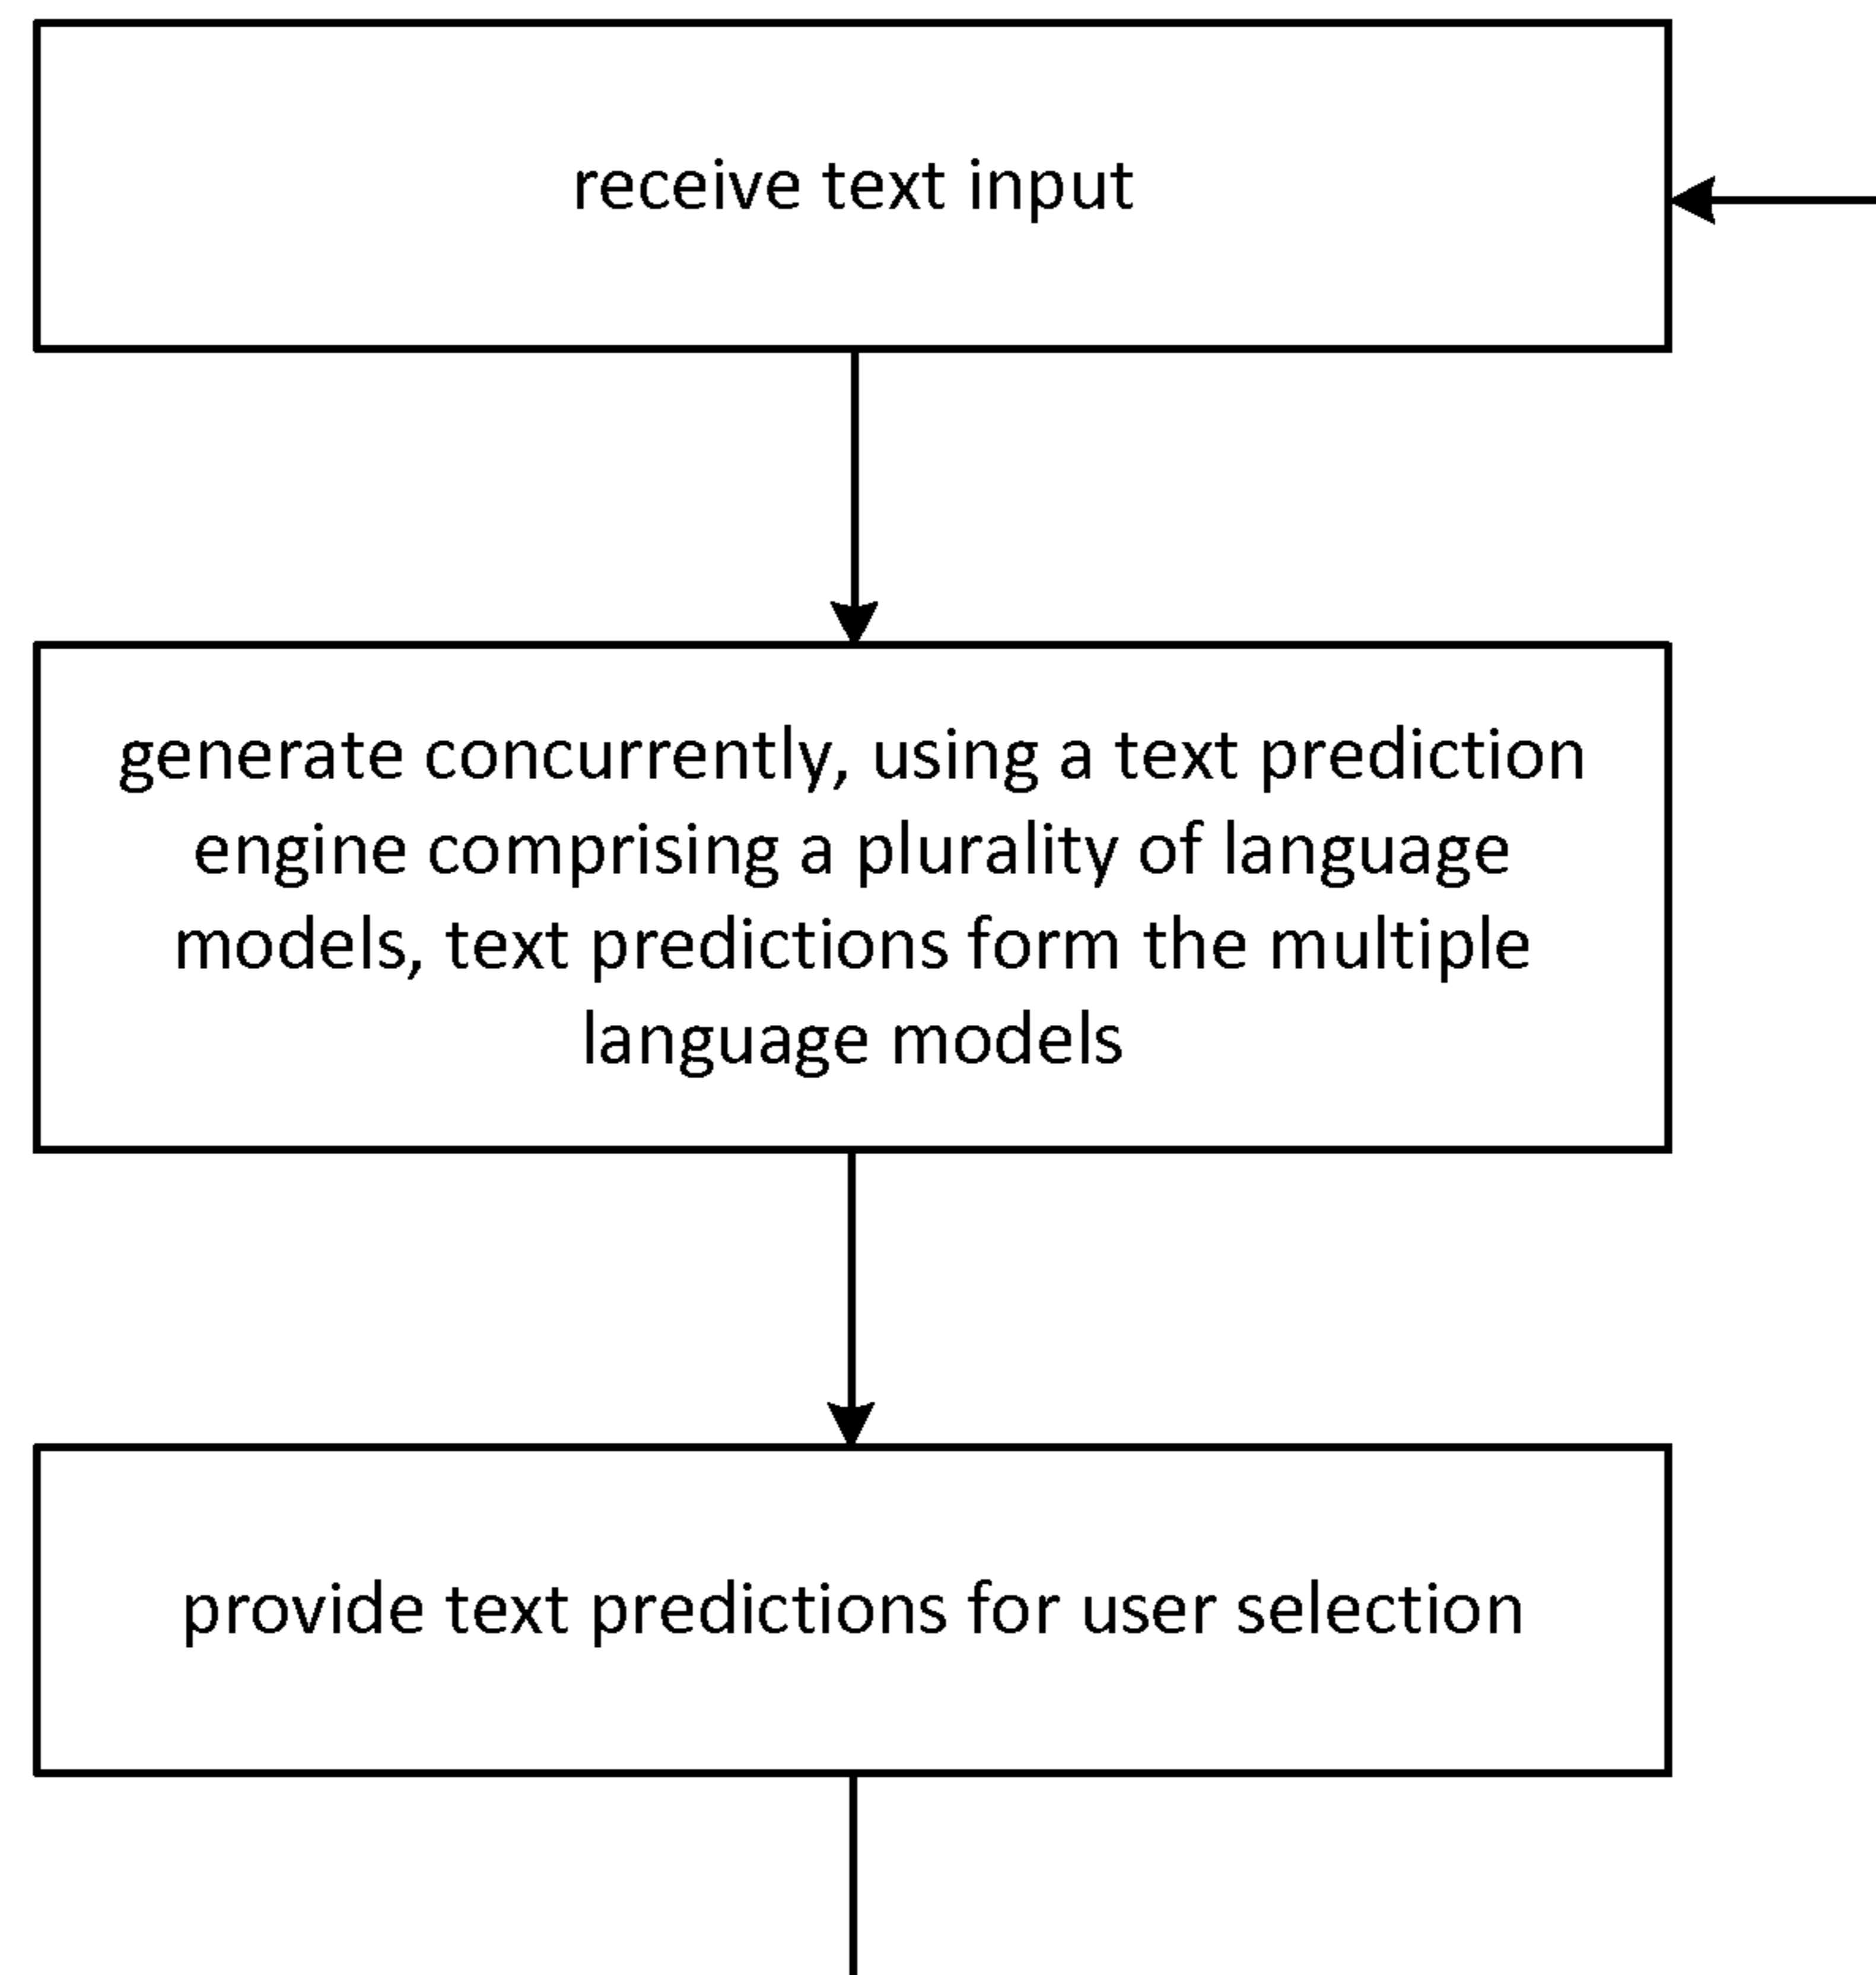 receive text input
generate concurrently, using a text prediction
engine comprising a plurality of language
models, text predictions form the multiple
language models
provide text predictions for user selection